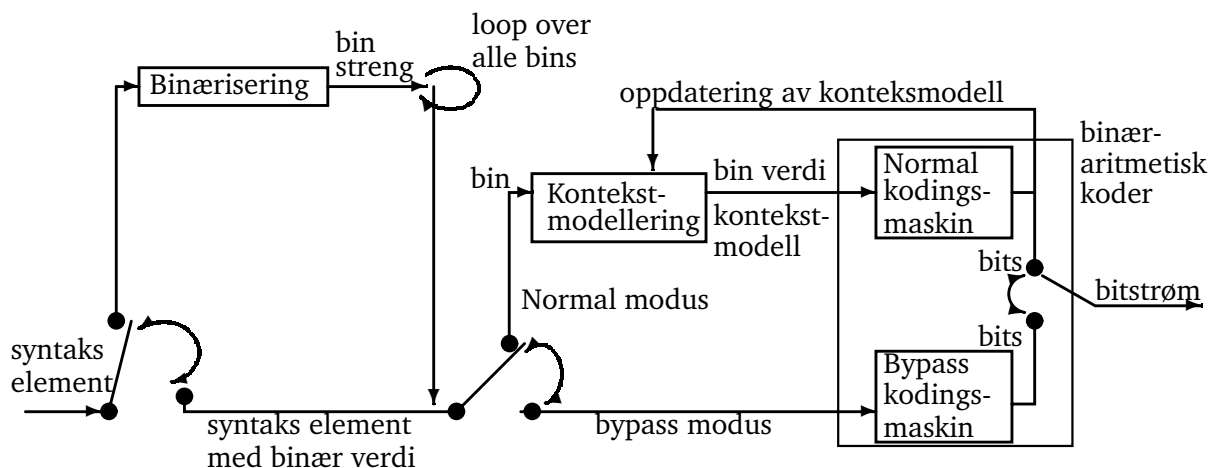 loop over
alle bins
bin
streng
Binærisering
oppdatering av konteksmodell
binær-
aritmetisk
koder
bin
Kontekst-
modellering
bin verdi
kontekst-
modell
Normal
kodings-
maskin
bits
bitstrøm
Normal modus
bits
syntaks
element
syntaks element
med binær verdi
bypass modus
Bypass
kodings-
maskin